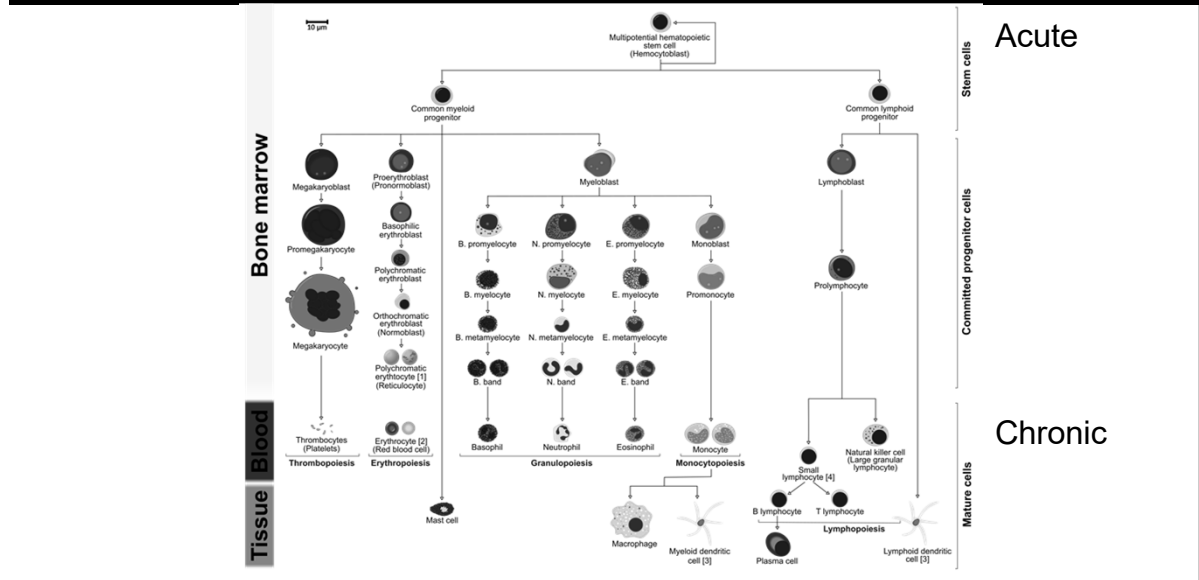 10 μm
Multipotential hematopoietic
stem cell
(Hemocytoblast)
Acute
Stem cells
Common myeloid
progenitor
Common lymphoid
progenitor
Bone marrow
Committed progenitor cells
Megakaryoblast
Proerythroblast
(Pronormoblast)
Myeloblast
Lymphoblast
Promegakaryocyte
Basophilic
erythroblast
B. promyelocyte
N. promyelocyte
E. promyelocyte
Monoblast
Polychromatic
erythroblast
B. myelocyte
N. myelocyte
E. myelocyte
Promonocyte
Prolymphocyte
Megakaryocyte
Orthochromatic
erythroblast
(Normoblast)
B. metamyelocyte
N. metamyelocyte
E. metamyelocyte
Polychromatic
erythrocyte [1]
(Reticulocyte)
B. band
N. band
E. band
Blood
Chronic
Mature cells
Thrombocytes
(Platelets)
Erythrocyte [2]
(Red blood cell)
Basophil
Neutrophil
Eosinophil
Monocyte
Natural killer cell
(Large granular
lymphocyte)
Thrombopoiesis
Erythropoiesis
Granulopoiesis
Monocytopoiesis
Small
lymphocyte [4]
Tissue
Mast cell
B lymphocyte
T lymphocyte
Lymphopoiesis
Macrophage
Myeloid dendritic
cell [3]
Plasma cell
Lymphoid dendritic
cell [3]